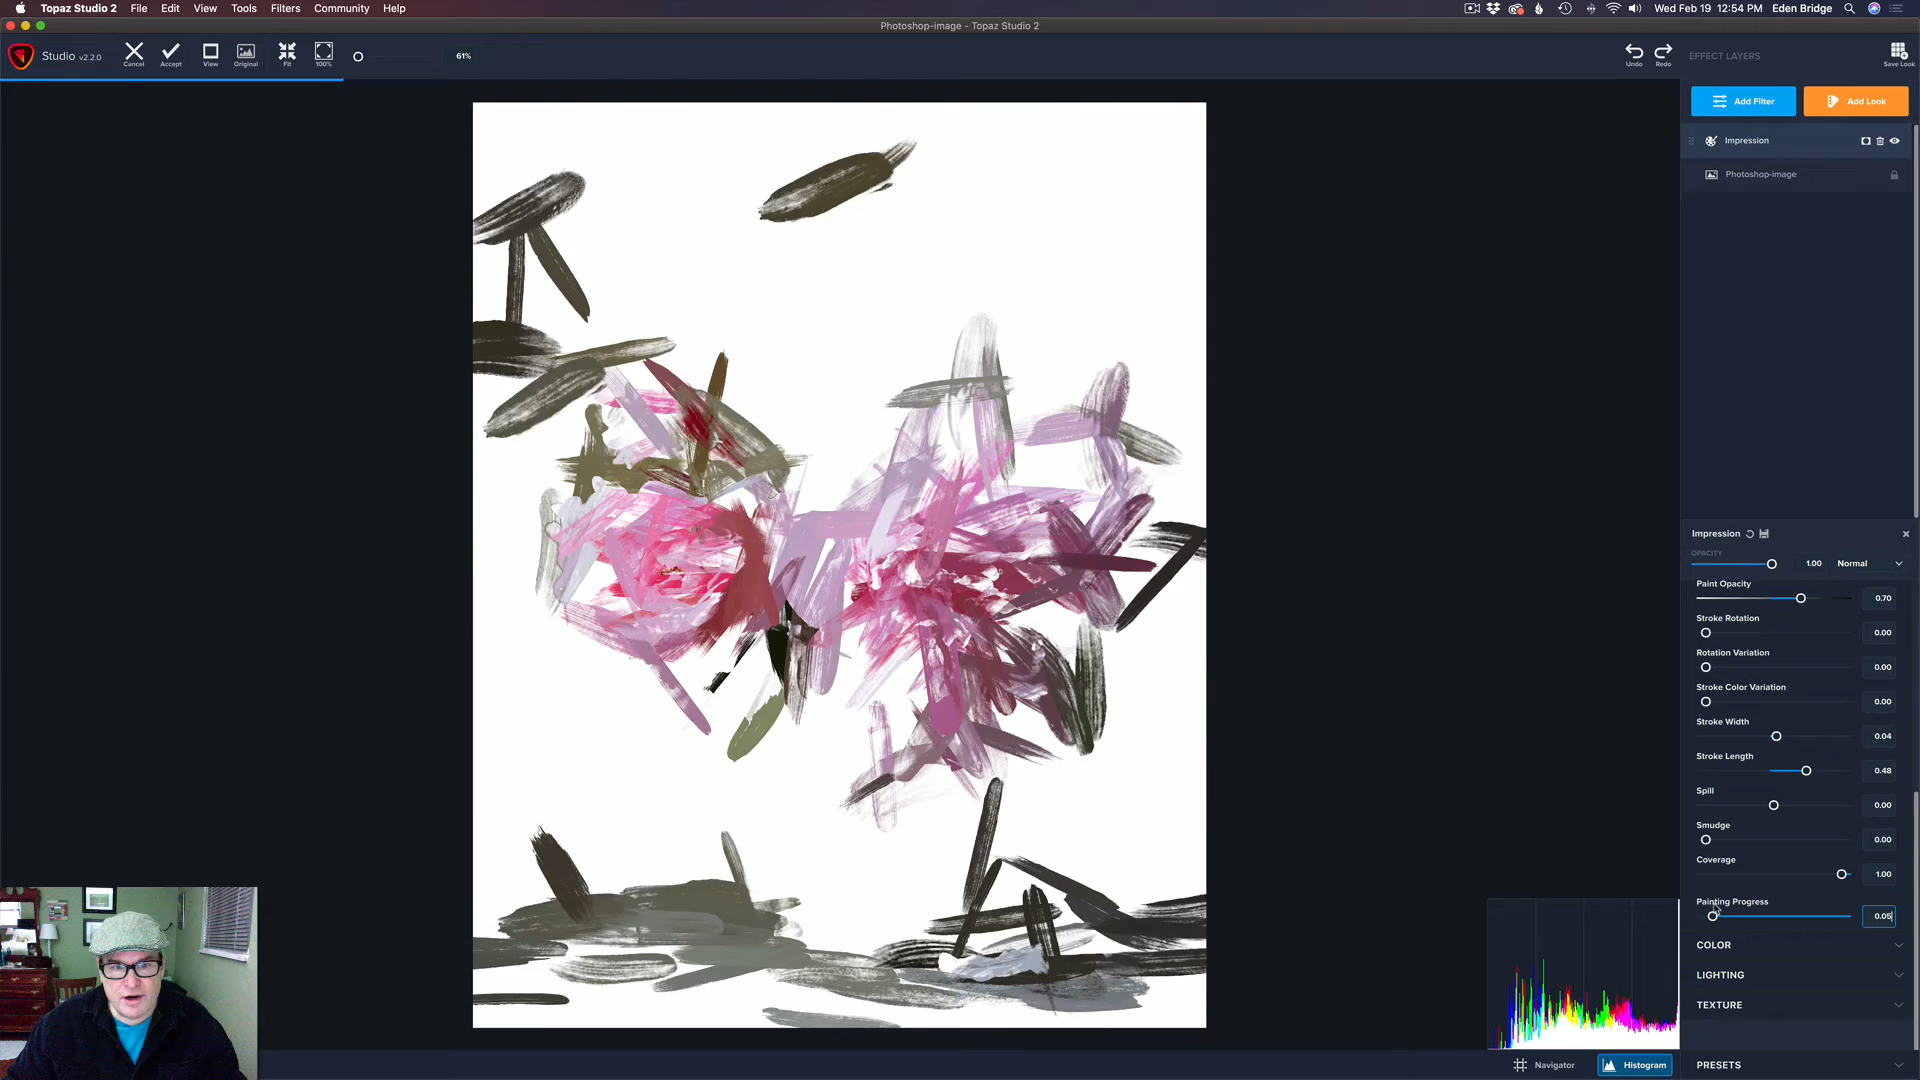 Topaz Studio 2 File Edit View Tools Filters Community Help Wed Feb 19 12:54 PM Eden Bridge
Photoshop-image - Topaz Studio 2
Studio v2.2.0 Cancel Accept View Original Fit 100% 61% Undo Redo EFFECT LAYERS Save Look
Add Filter Add Look
Impression
Photoshop-image
Impression
OPACITY 1.00 Normal
Paint Opacity
0.70
Stroke Rotation
0.00
Rotation Variation
0.00
Stroke Color Variation
0.00
Stroke Width
0.04
Stroke Length
0.48
Spill
0.00
Smudge
0.00
Coverage
1.00
Painting Progress
0.05
COLOR
LIGHTING
TEXTURE
Navigator Histogram PRESETS